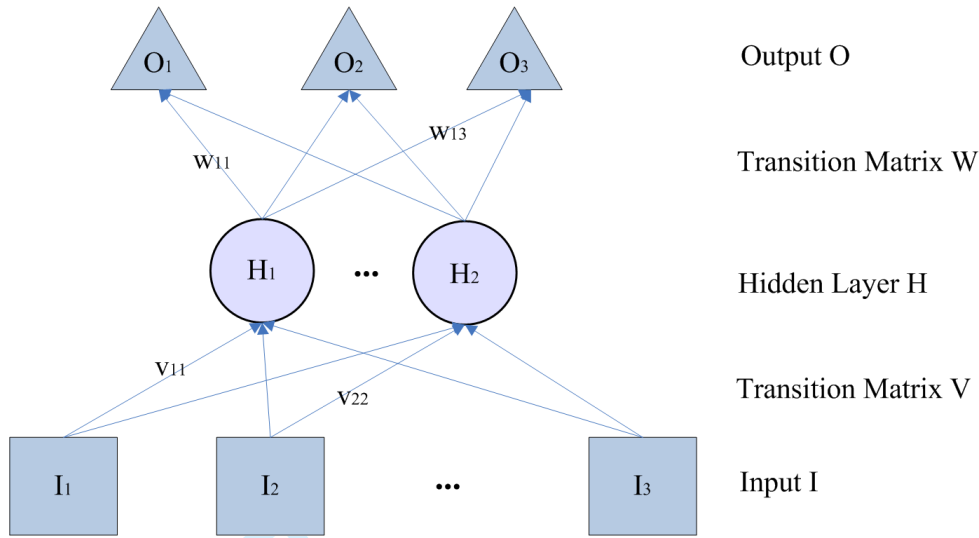 O1 O2 O3 Output O
w11 w13 Transition Matrix W
H1 ... H2 Hidden Layer H
v11 v22 Transition Matrix V
I1 I2 ... I3 Input I